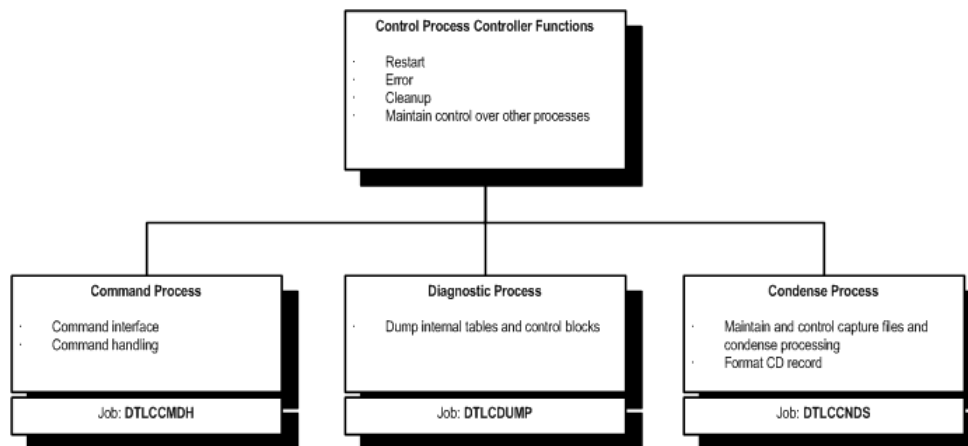 Control Process Controller Functions
· Restart
· Error
· Cleanup
· Maintain control over other processes
Command Process
· Command interface
· Command handling
Job: DTLCCMDH
Diagnostic Process
· Dump internal tables and control blocks
Job: DTLCDUMP
Condense Process
· Maintain and control capture files and
condense processing
· Format CD record
Job: DTLCCNDS